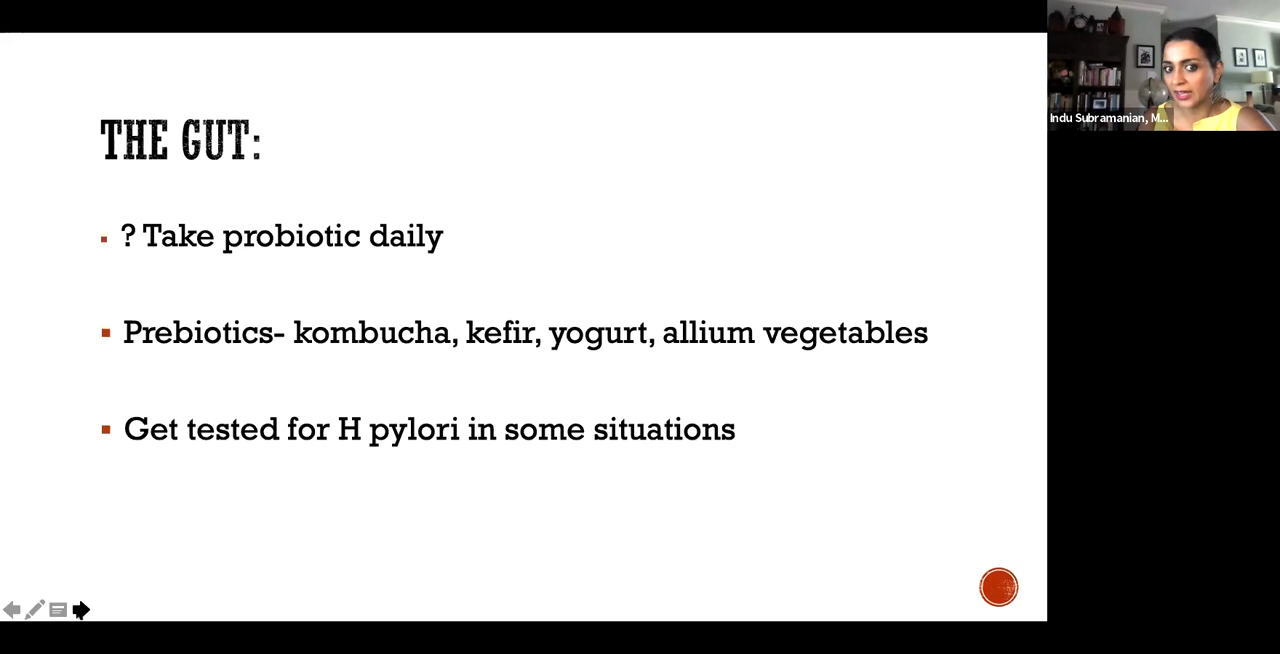 THE GUT:
? Take probiotic daily
Prebiotics- kombucha, kefir, yogurt, allium vegetables
Get tested for H pylori in some situations
Indu Subramanian, M...